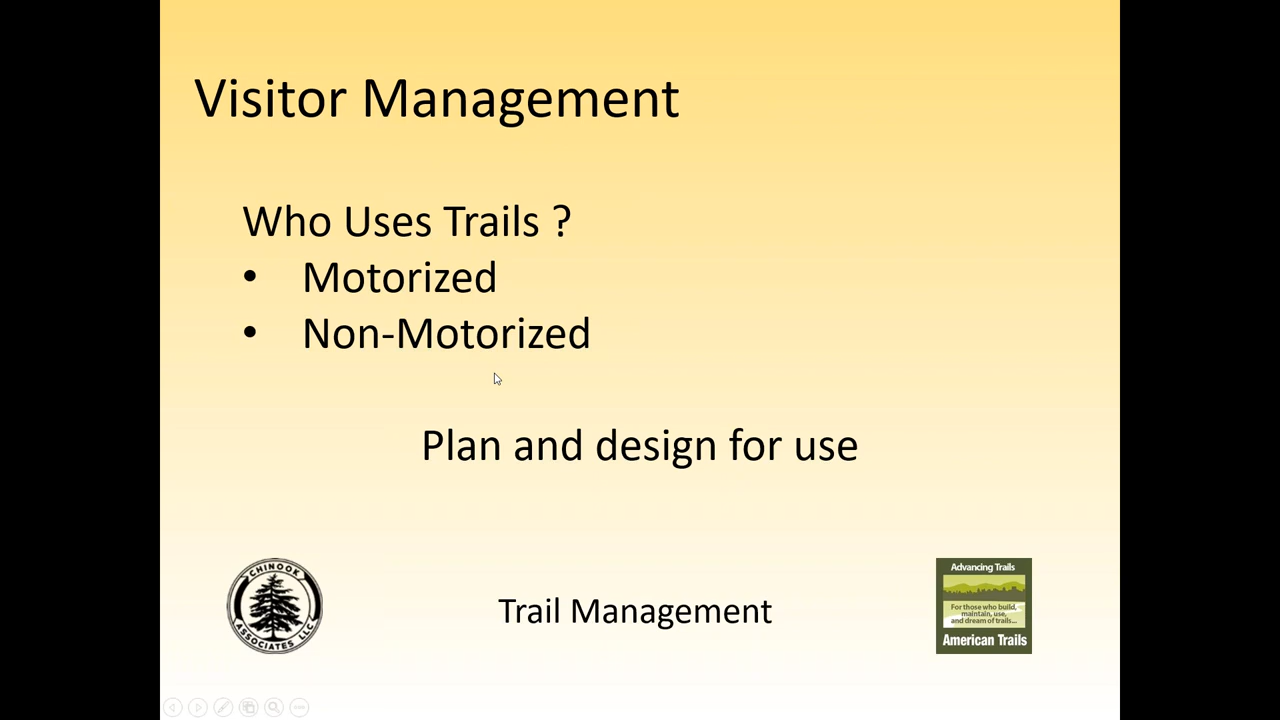 Visitor Management
Who Uses Trails ?
• Motorized
• Non-Motorized
Plan and design for use
CHINOOK
ASSOCIATES LLC
Trail Management
Advancing Trails
For those who build,
maintain, use,
and dream of trails...
American Trails